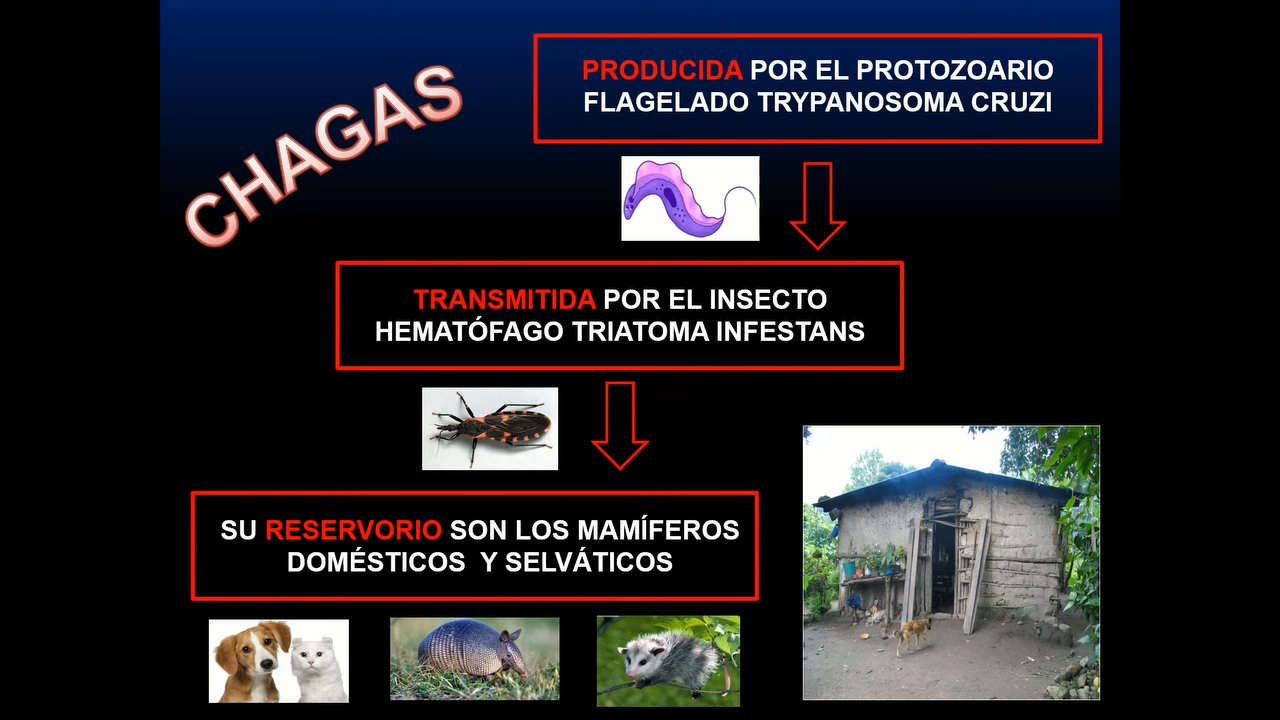 CHAGAS
PRODUCIDA POR EL PROTOZOARIO
FLAGELADO TRYPANOSOMA CRUZI
TRANSMITIDA POR EL INSECTO
HEMATÓFAGO TRIATOMA INFESTANS
SU RESERVORIO SON LOS MAMÍFEROS
DOMÉSTICOS Y SELVÁTICOS